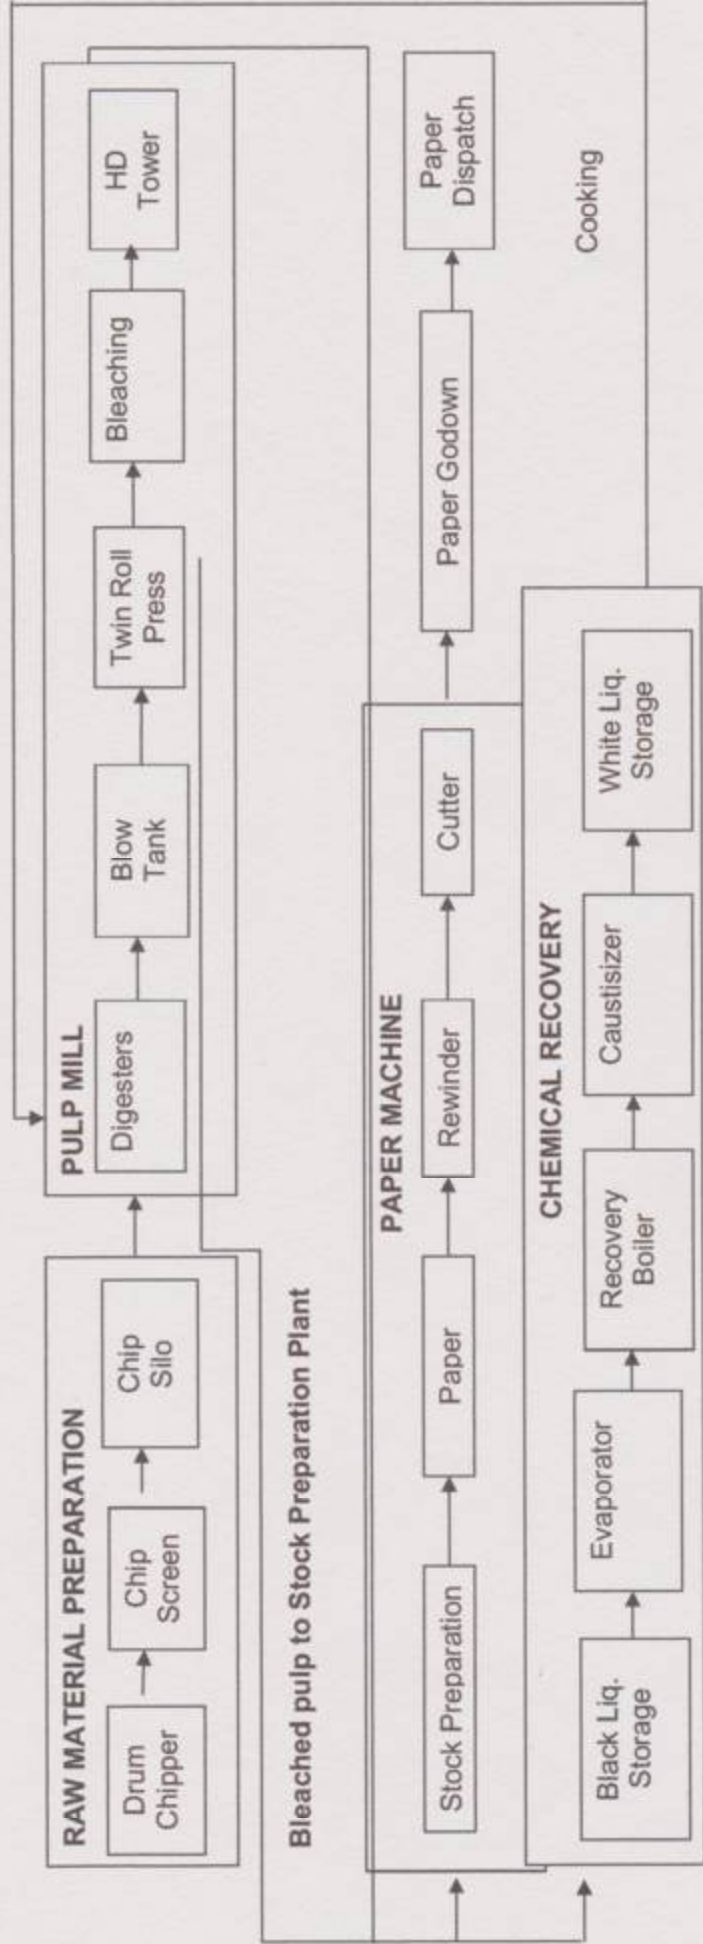 RAW MATERIAL PREPARATION
Drum
Chipper
Chip
Screen
Chip
Silo
PULP MILL
Digesters
Blow
Tank
Twin Roll
Press
Bleaching
HD
Tower
Bleached pulp to Stock Preparation Plant
PAPER MACHINE
Stock Preparation
Paper
Rewinder
Cutter
Paper Godown
Paper
Dispatch
CHEMICAL RECOVERY
Black Liq.
Storage
Evaporator
Recovery
Boiler
Caustisizer
White Liq.
Storage
Cooking